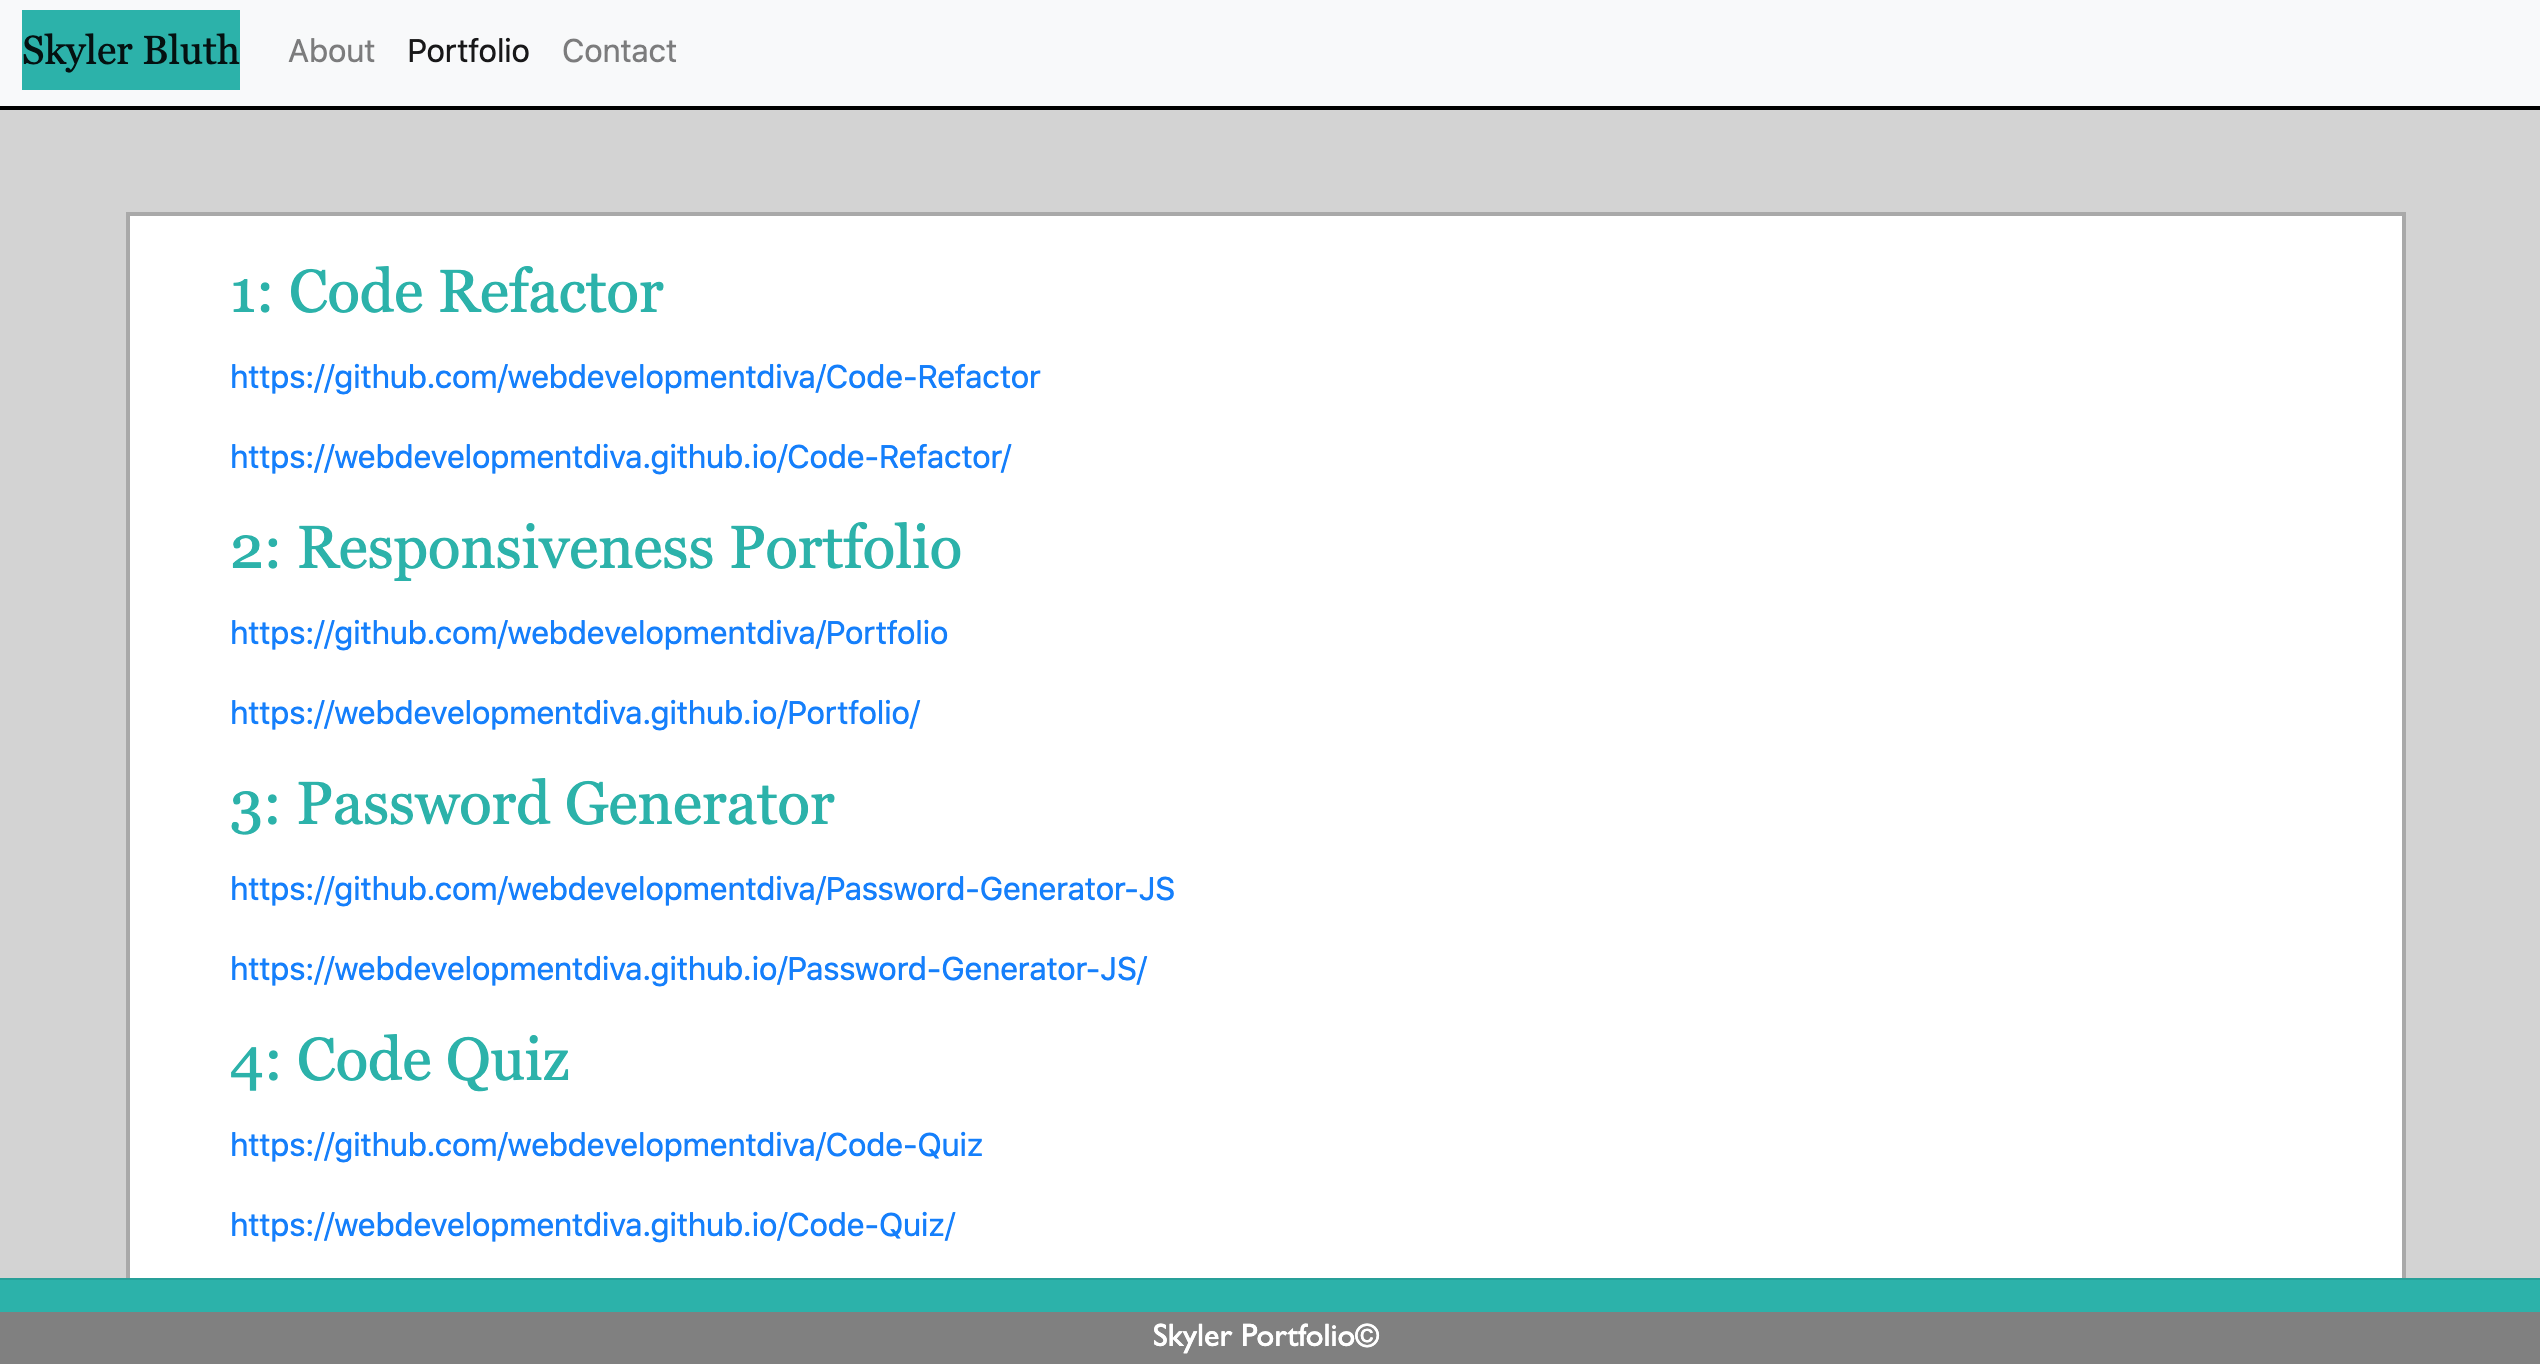 Skyler Bluth About Portfolio Contact
1: Code Refactor
https://github.com/webdevelopmentdiva/Code-Refactor
https://webdevelopmentdiva.github.io/Code-Refactor/
2: Responsiveness Portfolio
https://github.com/webdevelopmentdiva/Portfolio
https://webdevelopmentdiva.github.io/Portfolio/
3: Password Generator
https://github.com/webdevelopmentdiva/Password-Generator-JS
https://webdevelopmentdiva.github.io/Password-Generator-JS/
4: Code Quiz
https://github.com/webdevelopmentdiva/Code-Quiz
https://webdevelopmentdiva.github.io/Code-Quiz/
Skyler Portfolio©